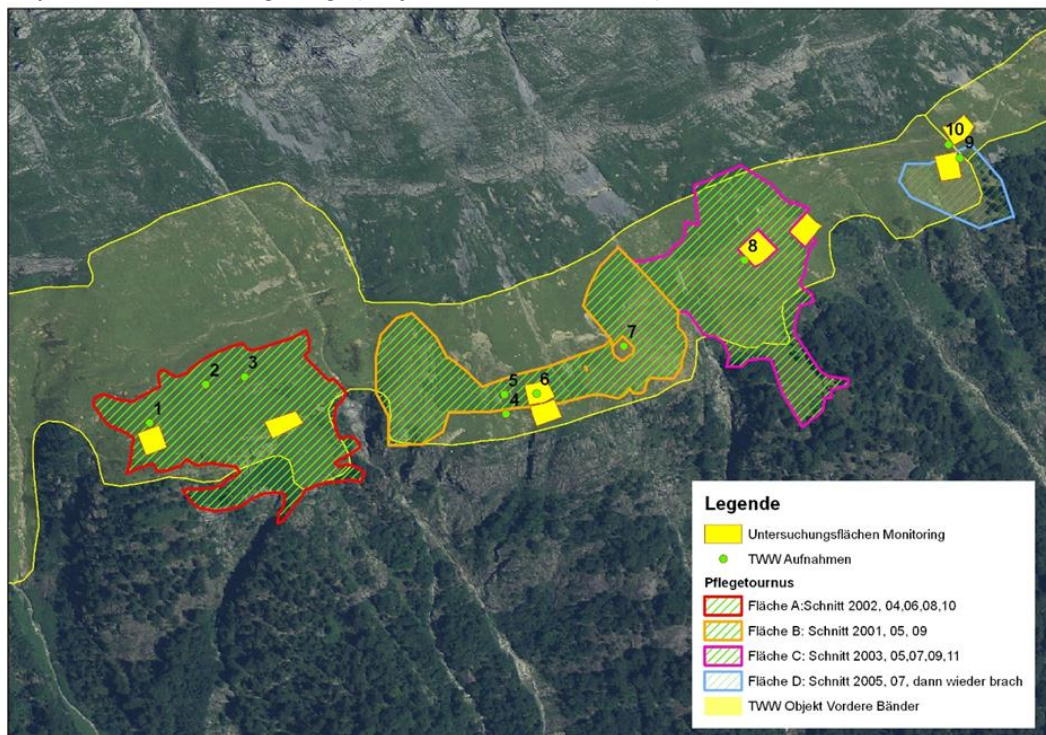 10
9
8
7
3
2
5
6
4
1
Legende
Untersuchungsflächen Monitoring
TWW Aufnahmen
Pflegetournus
Fläche A:Schnitt 2002, 04,06,08,10
Fläche B: Schnitt 2001, 05, 09
Fläche C: Schnitt 2003, 05,07,09,11
Fläche D: Schnitt 2005, 07, dann wieder brach
TWW Objekt Vordere Bänder